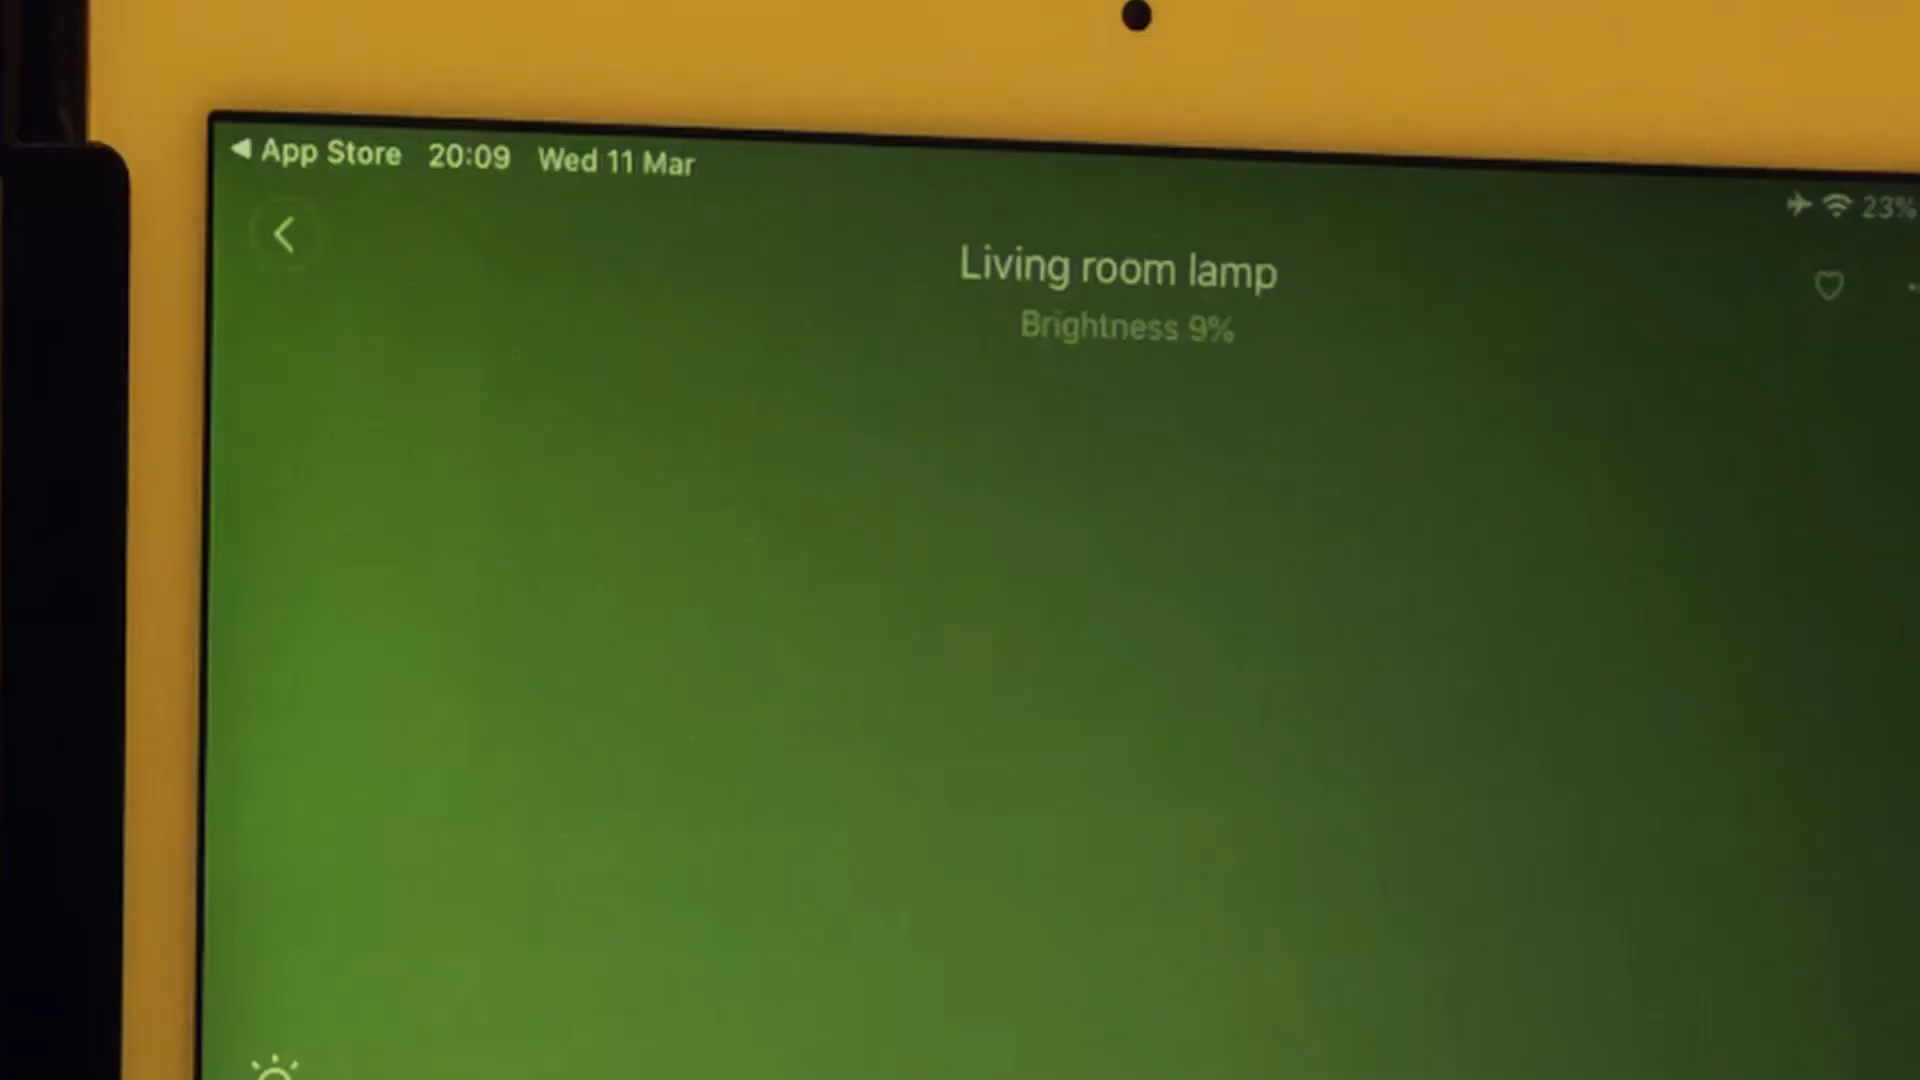 ◀ App Store 20:09 Wed 11 Mar
23%
Living room lamp
Brightness 9%